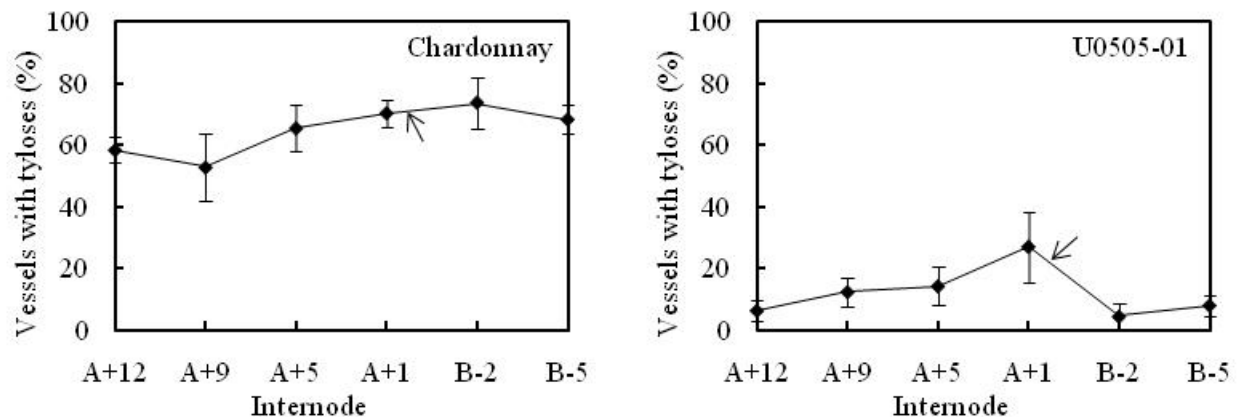 Vessels with tyloses (%)
100
80
60
40
20
0
Chardonnay
A+12 A+9 A+5 A+1 B-2 B-5
Internode
Vessels with tyloses (%)
100
80
60
40
20
0
U0505-01
A+12 A+9 A+5 A+1 B-2 B-5
Internode